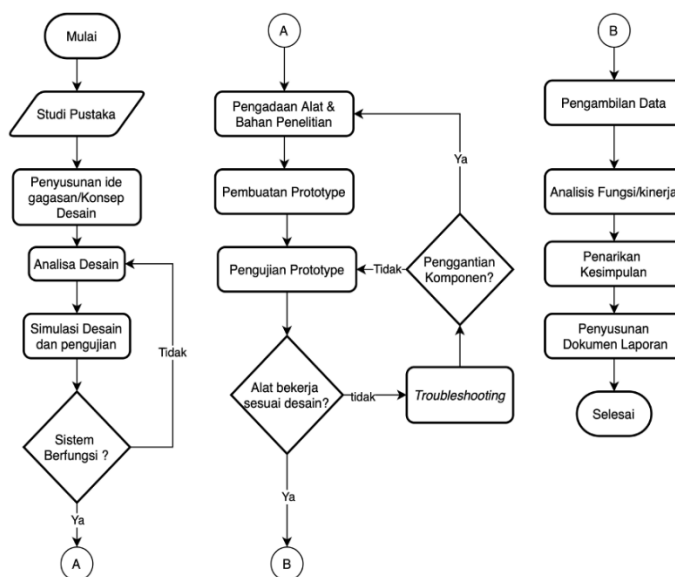 Mulai
Studi Pustaka
Penyusunan ide
gagasan/Konsep
Desain
Analisa Desain
Simulasi Desain
dan pengujian
Tidak
Sistem
Berfungsi ?
Ya
A
A
Pengadaan Alat &
Bahan Penelitian
Ya
Pembuatan Prototype
Pengujian Prototype
Tidak
Penggantian
Komponen?
Alat bekerja
sesuai desain?
tidak
Troubleshooting
Ya
B
B
Pengambilan Data
Analisis Fungsi/kinerja
Penarikan
Kesimpulan
Penyusunan
Dokumen Laporan
Selesai